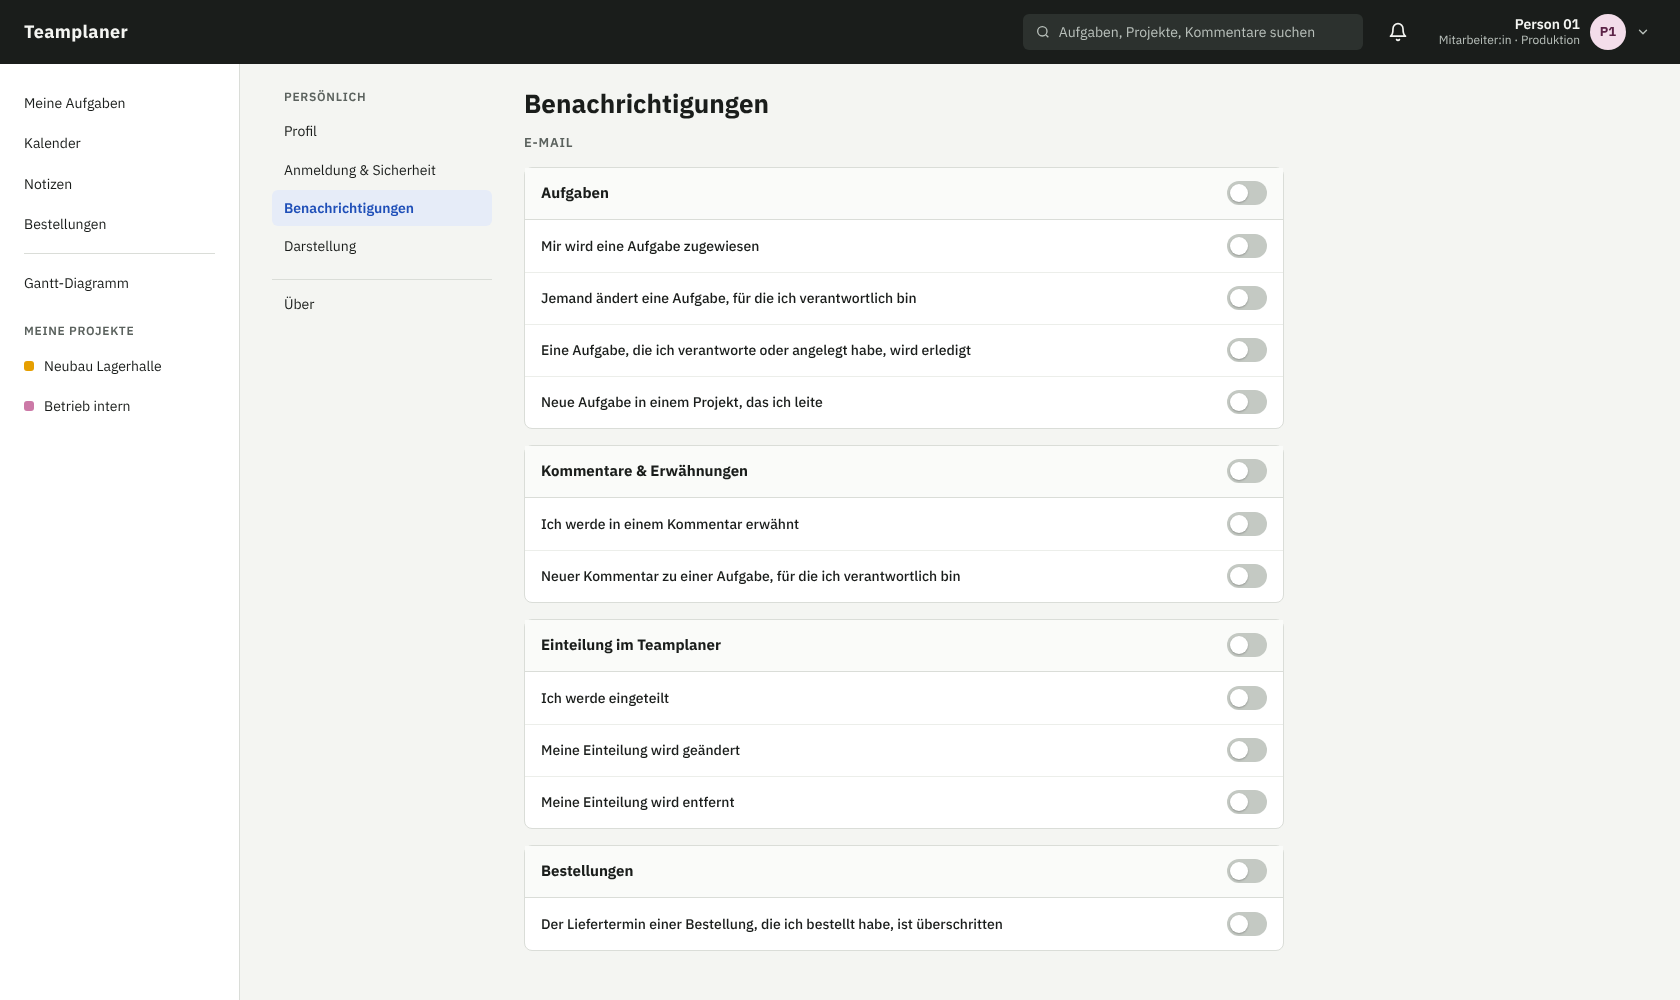 Teamplaner
Aufgaben, Projekte, Kommentare suchen
Person 01
Mitarbeiter:in · Produktion
P1
Meine Aufgaben
Kalender
Notizen
Bestellungen
Gantt-Diagramm
MEINE PROJEKTE
Neubau Lagerhalle
Betrieb intern
PERSÖNLICH
Profil
Anmeldung & Sicherheit
Benachrichtigungen
Darstellung
Über
Benachrichtigungen
E-MAIL
Aufgaben
Mir wird eine Aufgabe zugewiesen
Jemand ändert eine Aufgabe, für die ich verantwortlich bin
Eine Aufgabe, die ich verantworte oder angelegt habe, wird erledigt
Neue Aufgabe in einem Projekt, das ich leite
Kommentare & Erwähnungen
Ich werde in einem Kommentar erwähnt
Neuer Kommentar zu einer Aufgabe, für die ich verantwortlich bin
Einteilung im Teamplaner
Ich werde eingeteilt
Meine Einteilung wird geändert
Meine Einteilung wird entfernt
Bestellungen
Der Liefertermin einer Bestellung, die ich bestellt habe, ist überschritten